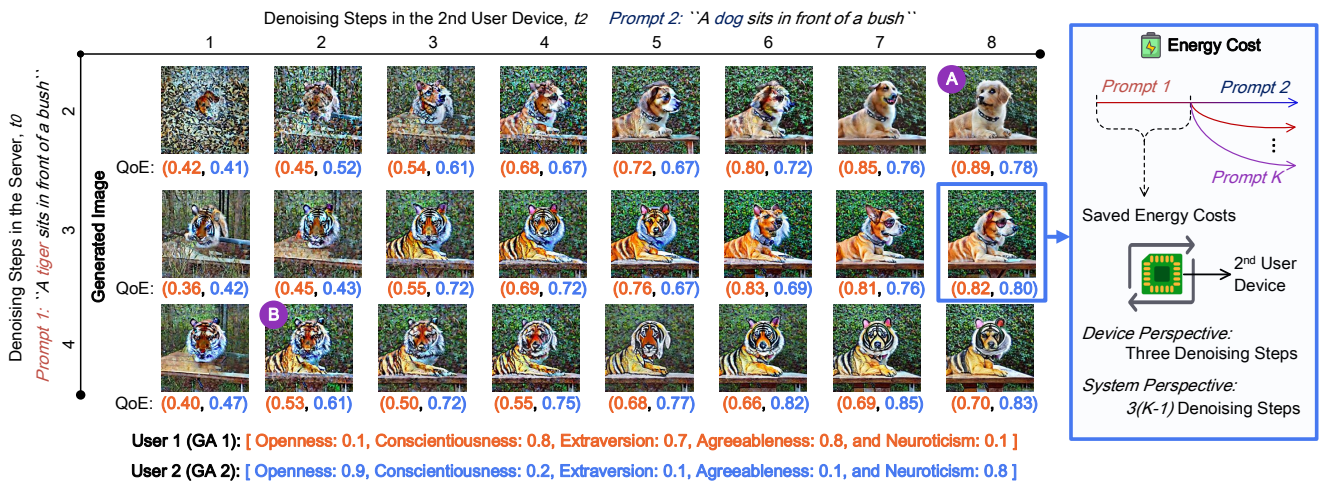 Denoising Steps in the 2nd User Device, t2 Prompt 2: ``A dog sits in front of a bush``
1 2 3 4 5 6 7 8
Denoising Steps in the Server, t0
Prompt 1: ``A tiger sits in front of a bush``
Generated Image
2
A
QoE: (0.42, 0.41) (0.45, 0.52) (0.54, 0.61) (0.68, 0.67) (0.72, 0.67) (0.80, 0.72) (0.85, 0.76) (0.89, 0.78)
3
QoE: (0.36, 0.42) (0.45, 0.43) (0.55, 0.72) (0.69, 0.72) (0.76, 0.67) (0.83, 0.69) (0.81, 0.76) (0.82, 0.80)
4
B
QoE: (0.40, 0.47) (0.53, 0.61) (0.50, 0.72) (0.55, 0.75) (0.68, 0.77) (0.66, 0.82) (0.69, 0.85) (0.70, 0.83)
User 1 (GA 1): [ Openness: 0.1, Conscientiousness: 0.8, Extraversion: 0.7, Agreeableness: 0.8, and Neuroticism: 0.1 ]
User 2 (GA 2): [ Openness: 0.9, Conscientiousness: 0.2, Extraversion: 0.1, Agreeableness: 0.1, and Neuroticism: 0.8 ]
Energy Cost
Prompt 1 Prompt 2
Prompt K
Saved Energy Costs
2nd User
Device
Device Perspective:
Three Denoising Steps
System Perspective:
3(K-1) Denoising Steps